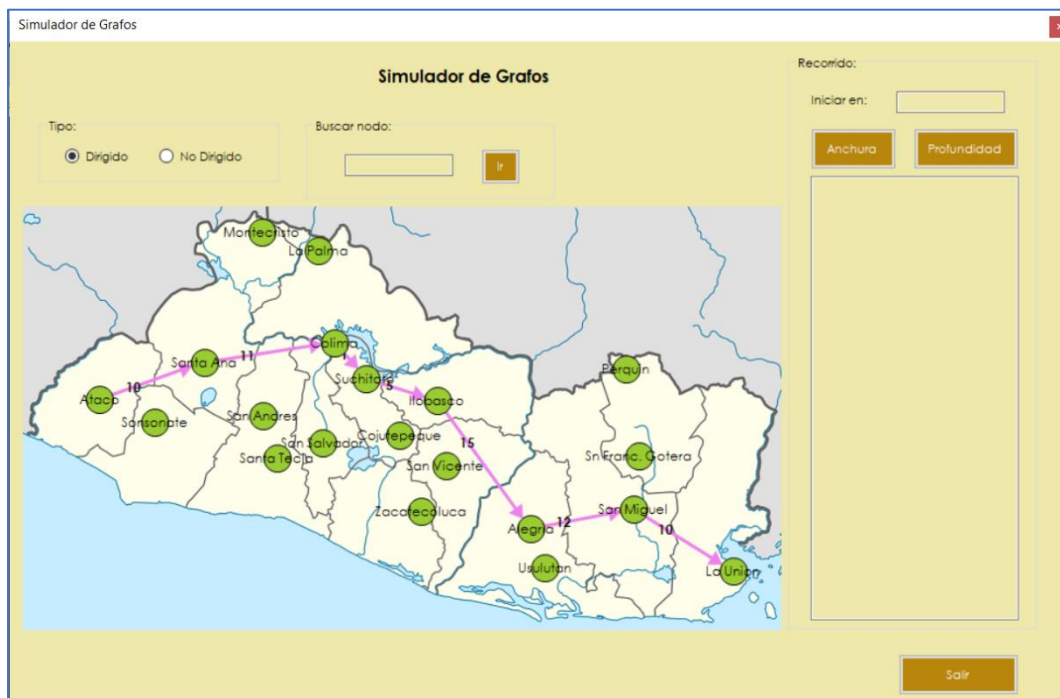 Simulador de Grafos
Simulador de Grafos
Recorrido:
Iniciar en:
Tipo:
Dirigido
No Dirigido
Buscar nodo:
Ir
Anchura
Profundidad
Montecristo
La Palma
Colima
Santa Ana
11
1
Suchitoto
5
Perquin
10
Ataco
Ilobasco
Sonsonate
San Andres
San Salvador
Cojutepeque
15
Santa Tecla
San Vicente
Sn Franc. Gotera
Zacatecoluca
San Miguel
Alegria
12
10
Usulutan
La Union
Salir